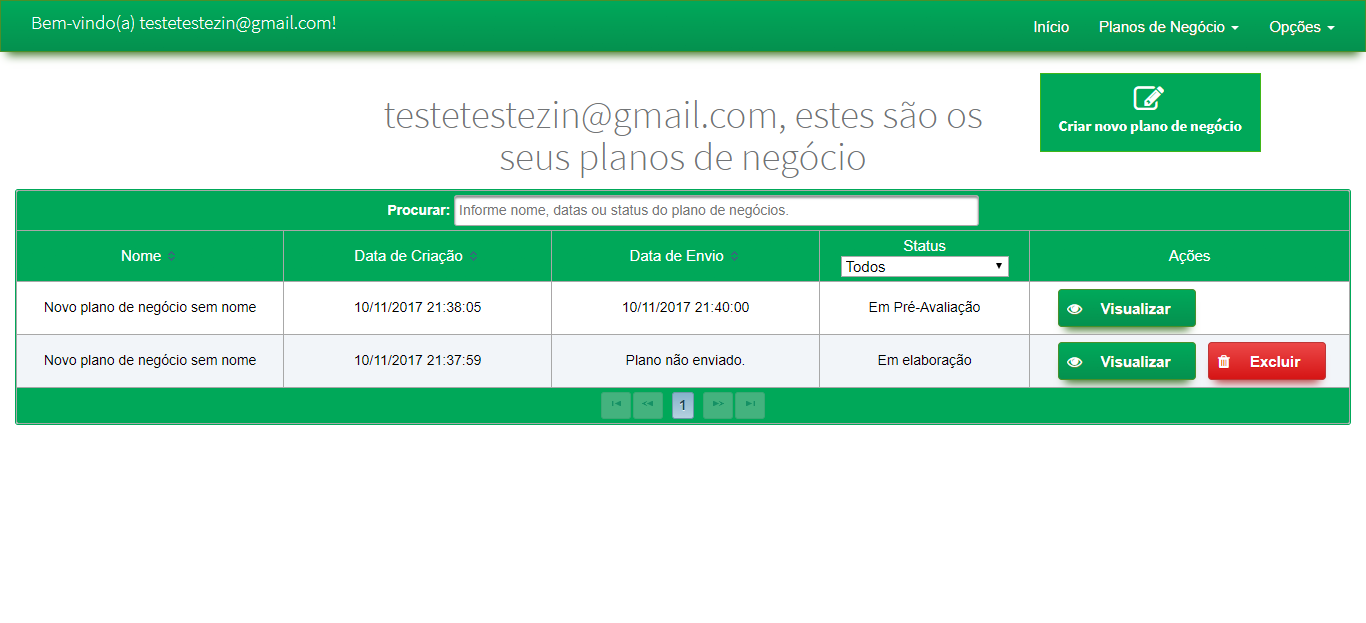 Bem-vindo(a) testetestezin@gmail.com!
Início Planos de Negócio Opções
testetestezin@gmail.com, estes são os
seus planos de negócio
Criar novo plano de negócio
Procurar: Informe nome, datas ou status do plano de negócios.
Nome Data de Criação Data de Envio Status Ações
Todos
Novo plano de negócio sem nome 10/11/2017 21:38:05 10/11/2017 21:40:00 Em Pré-Avaliação Visualizar
Novo plano de negócio sem nome 10/11/2017 21:37:59 Plano não enviado. Em elaboração Visualizar Excluir
1